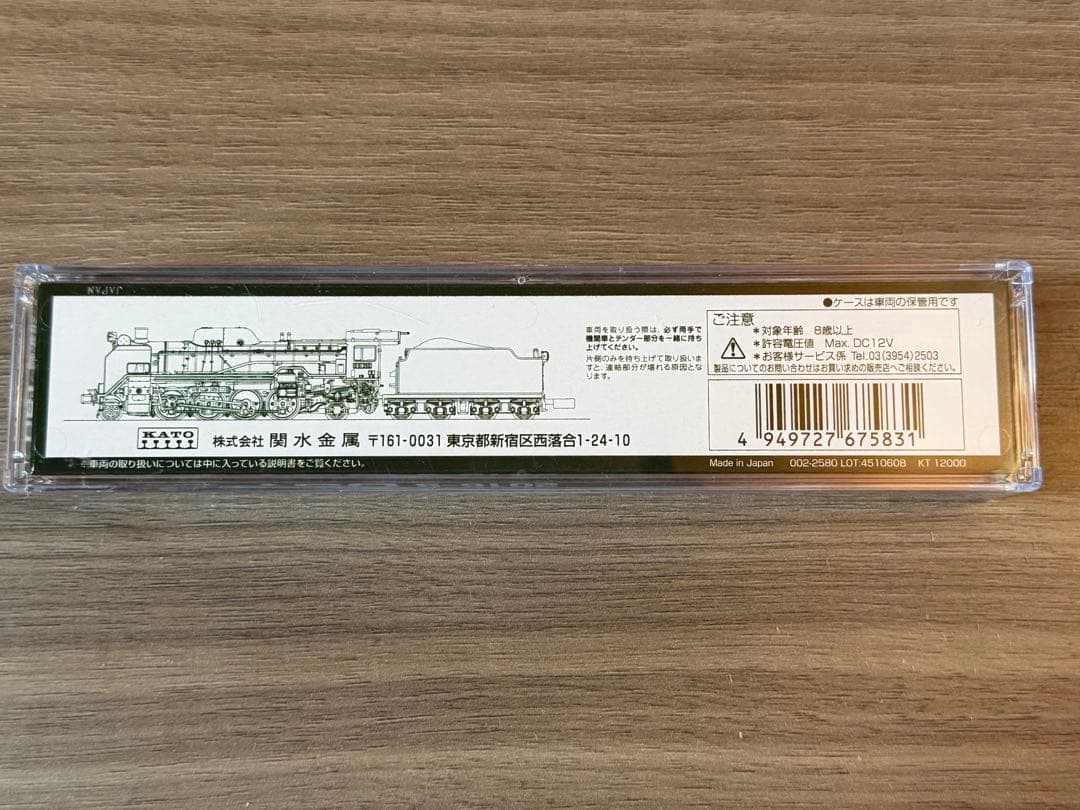 JAPAN
●ケースは車両の保管用です
車両を取り扱う際は、必ず両手で
機関車とテンダー部分を一緒に持ち
上げてください。
片側のみを持ち上げて取り扱いま
すと、連結部分が壊れる原因とな
ります。
ご注意
*対象年齢 8歳以上
*許容電圧値 Max. DC12V
*お客様サービス係 Tel.03(3954)2503
製品についてのお問い合わせはお買い求めの販売店へご相談ください。
4 949727 675831
KATO
株式会社 関水金属 〒161-0031 東京都新宿区西落合1-24-10
車両の取り扱いについては中に入っている説明書をご覧ください。
Made in Japan 002-2580 LOT:4510608 KT 12000